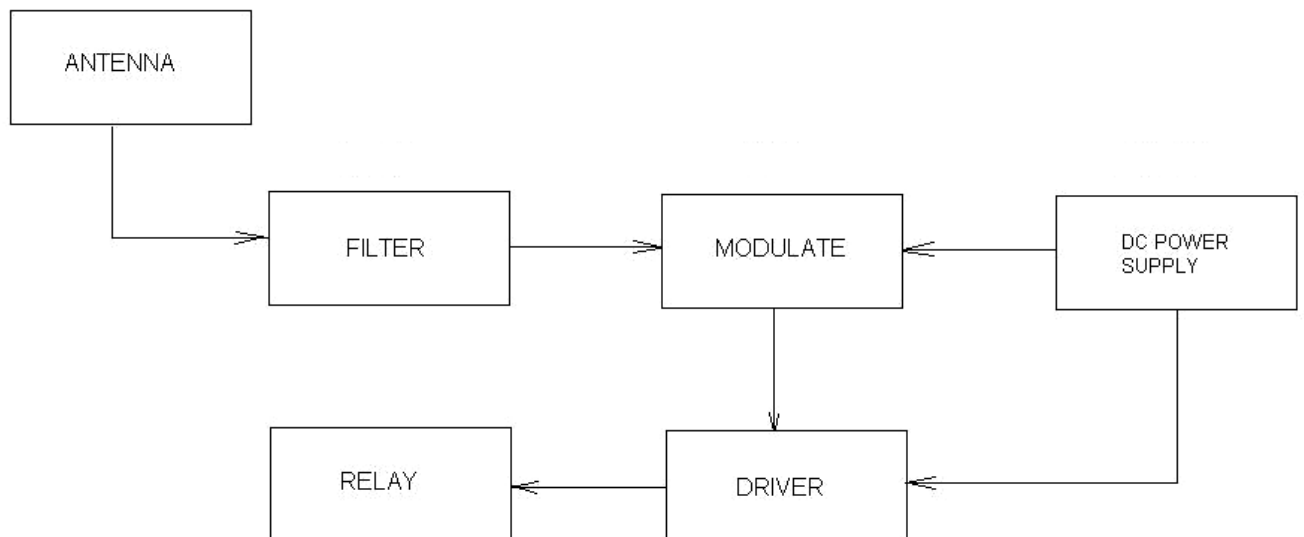 ANTENNA
FILTER
MODULATE
DC POWER
SUPPLY
RELAY
DRIVER